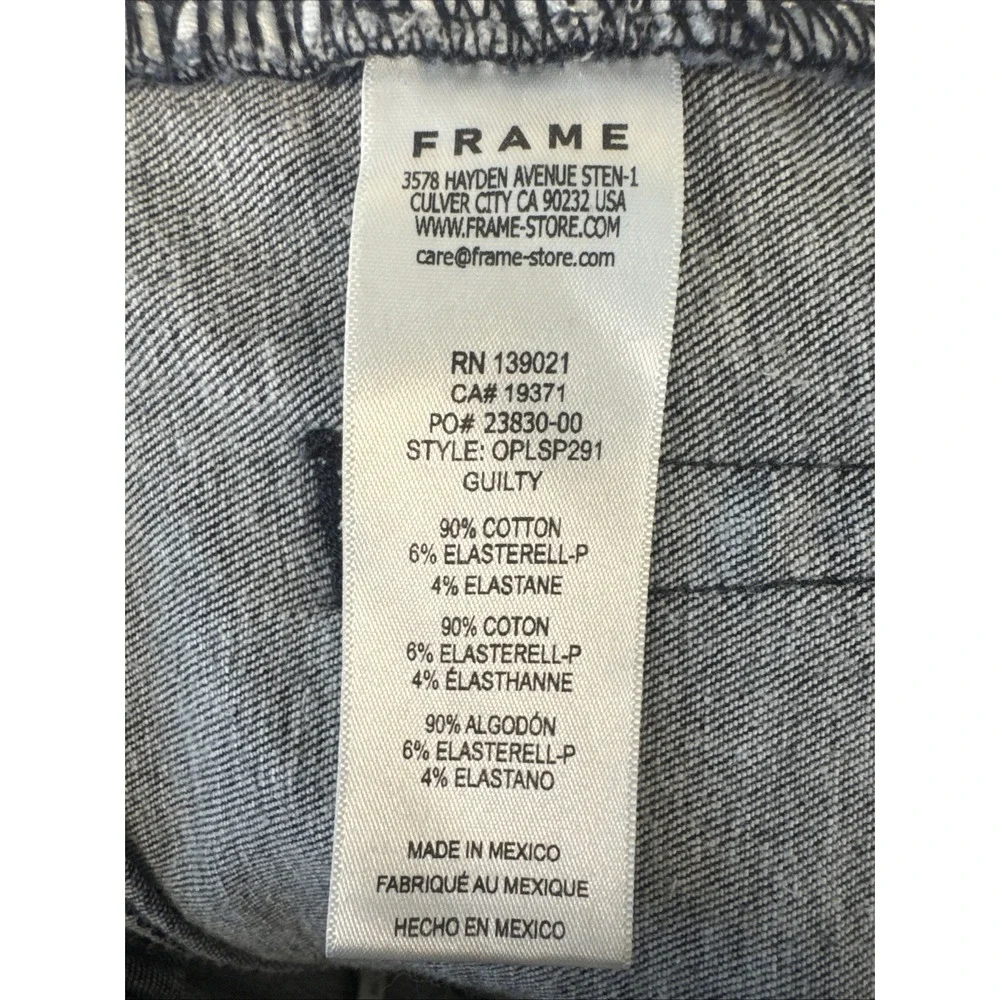 FRAME
3578 HAYDEN AVENUE STEN-1
CULVER CITY CA 90232 USA
WWW.FRAME-STORE.COM
care@frame-store.com
RN 139021
CA# 19371
PO# 23830-00
STYLE: OPLSP291
GUILTY
90% COTTON
6% ELASTERELL-P
4% ELASTANE
90% COTON
6% ELASTERELL-P
4% ÉLASTHANNE
90% ALGODÓN
6% ELASTERELL-P
4% ELASTANO
MADE IN MEXICO
FABRIQUÉ AU MEXIQUE
HECHO EN MEXICO